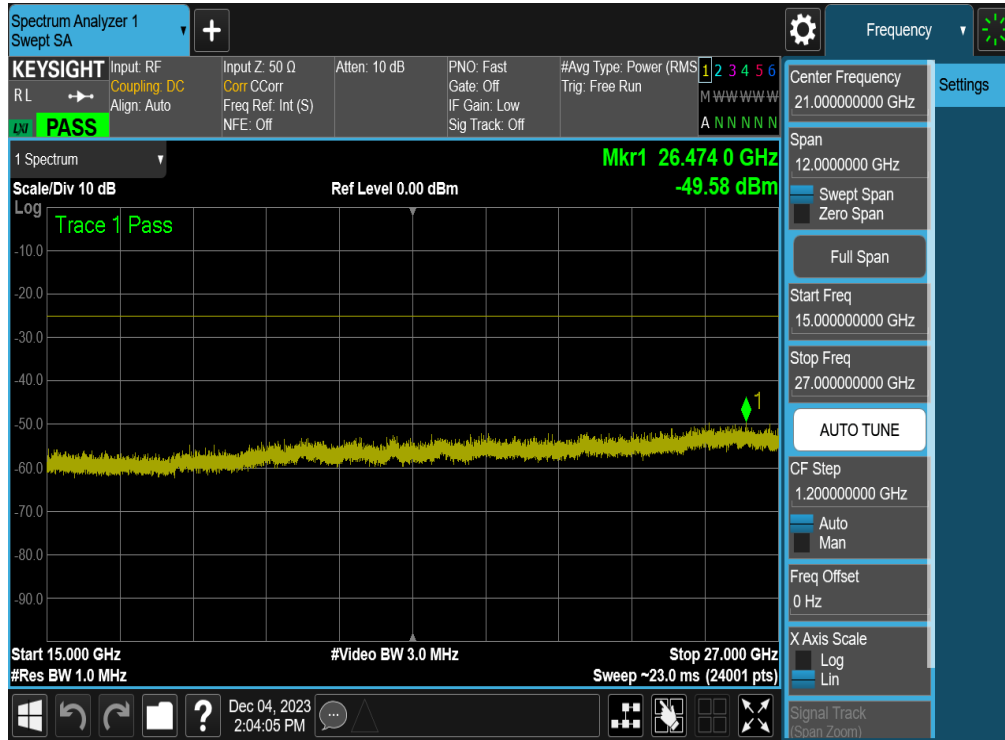 Spectrum Analyzer 1
Swept SA
+
Frequency
KEYSIGHT
RL
LXI PASS
Input: RF
Coupling: DC
Align: Auto
Input Z: 50 Ω
Corr CCorr
Freq Ref: Int (S)
NFE: Off
Atten: 10 dB
PNO: Fast
Gate: Off
IF Gain: Low
Sig Track: Off
#Avg Type: Power (RMS
Trig: Free Run
1 2 3 4 5 6
M W W W W W
A N N N N N
1 Spectrum
Scale/Div 10 dB
Ref Level 0.00 dBm
Mkr1 26.474 0 GHz
-49.58 dBm
Log
Trace 1 Pass
-10.0
-20.0
-30.0
-40.0
-50.0
-60.0
-70.0
-80.0
-90.0
1
Start 15.000 GHz
#Res BW 1.0 MHz
#Video BW 3.0 MHz
Stop 27.000 GHz
Sweep ~23.0 ms (24001 pts)
?
Dec 04, 2023
2:04:05 PM
Center Frequency
21.000000000 GHz
Span
12.0000000 GHz
Swept Span
Zero Span
Full Span
Start Freq
15.000000000 GHz
Stop Freq
27.000000000 GHz
AUTO TUNE
CF Step
1.200000000 GHz
Auto
Man
Freq Offset
0 Hz
X Axis Scale
Log
Lin
Signal Track
(Span Zoom)
Settings